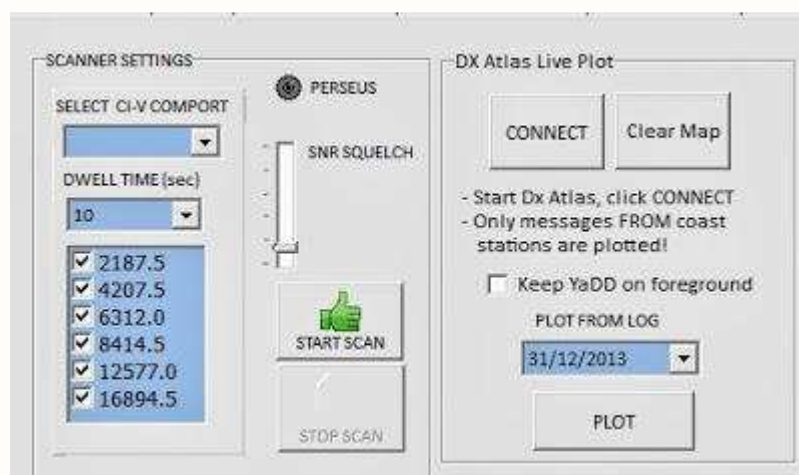 SCANNER SETTINGS
SELECT CI-V COMPORT
DWELL TIME (sec)
10
2187.5
4207.5
6312.0
8414.5
12577.0
16894.5
PERSEUS
SNR SQUELCH
START SCAN
STOP SCAN
DX Atlas Live Plot
CONNECT
Clear Map
- Start Dx Atlas, click CONNECT
- Only messages FROM coast
stations are plotted!
Keep YaDD on foreground
PLOT FROM LOG
31/12/2013
PLOT